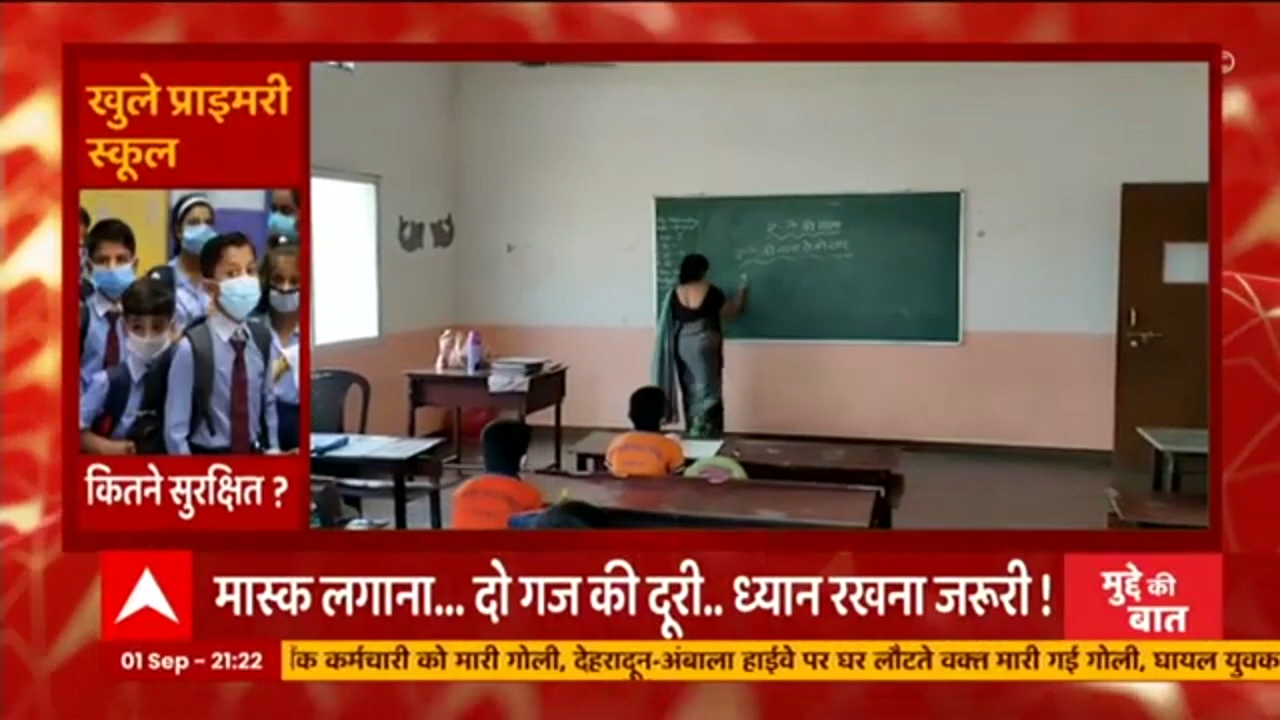 खुले प्राइमरी
स्कूल
कितने सुरक्षित ?
मास्क लगाना... दो गज की दूरी.. ध्यान रखना जरूरी !
मुद्दे की
बात
01 Sep - 21:22
कर्मचारी को मारी गोली, देहरादून-अंबाला हाईवे पर घर लौटते वक्त मारी गई गोली, घायल युवक